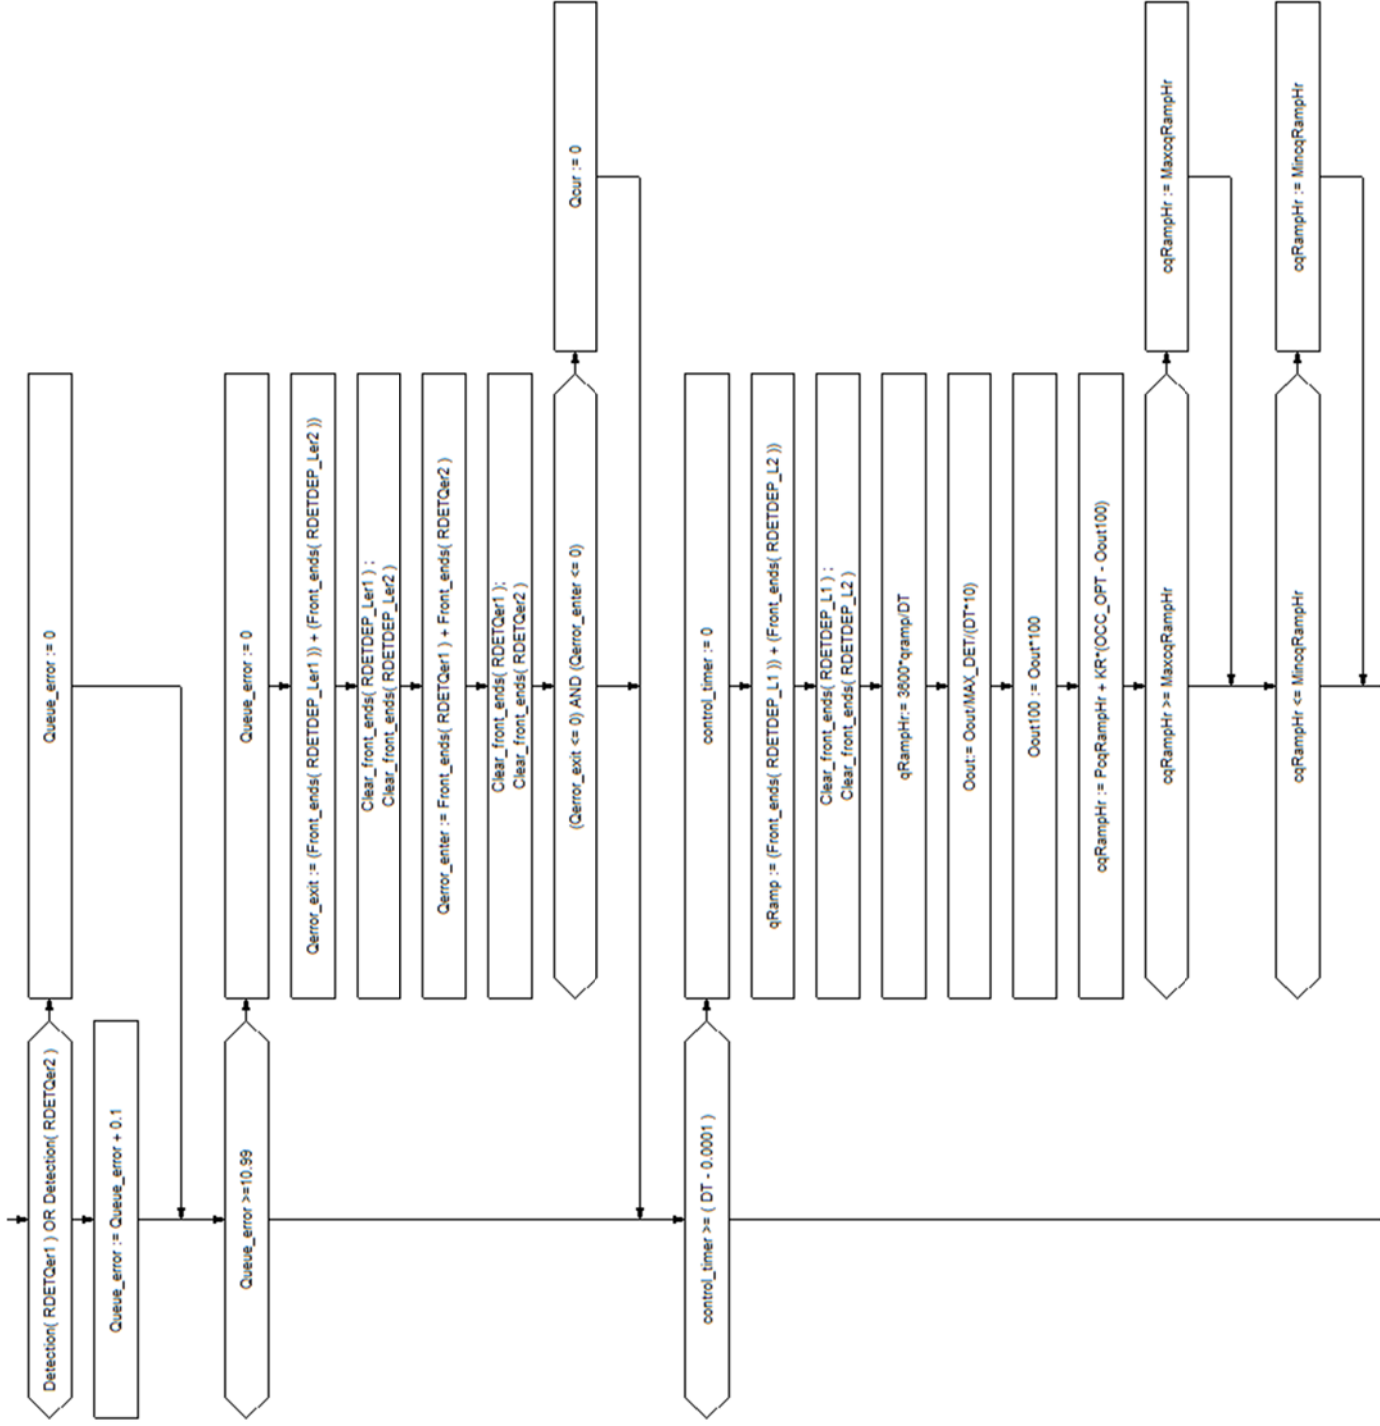 Detection( RDETQer1 ) OR Detection( RDETQer2 )
Queue_error := 0
Queue_error := Queue_error + 0.1
Queue_error >=10.99
Queue_error := 0
Qerror_exit := (Front_ends( RDETDEP_Ler1 )) + (Front_ends( RDETDEP_Ler2 ))
Clear_front_ends( RDETDEP_Ler1 ) ;
Clear_front_ends( RDETDEP_Ler2 )
Qerror_enter := Front_ends( RDETQer1 ) + Front_ends( RDETQer2 )
Clear_front_ends( RDETQer1 );
Clear_front_ends( RDETQer2 )
(Qerror_exit <= 0) AND (Qerror_enter <= 0)
Qcur := 0
control_timer >= ( DT - 0.0001 )
control_timer := 0
qRamp := (Front_ends( RDETDEP_L1 )) + (Front_ends( RDETDEP_L2 ))
Clear_front_ends( RDETDEP_L1 ) ;
Clear_front_ends( RDETDEP_L2 )
qRampHr:= 3600*qramp/DT
Oout:= Oout/MAX_DET/(DT*10)
Oout100 := Oout*100
cqRampHr := PcqRampHr + KR*(OCC_OPT - Oout100)
cqRampHr >= MaxcqRampHr
cqRampHr := MaxcqRampHr
cqRampHr <= MincqRampHr
cqRampHr := MincqRampHr